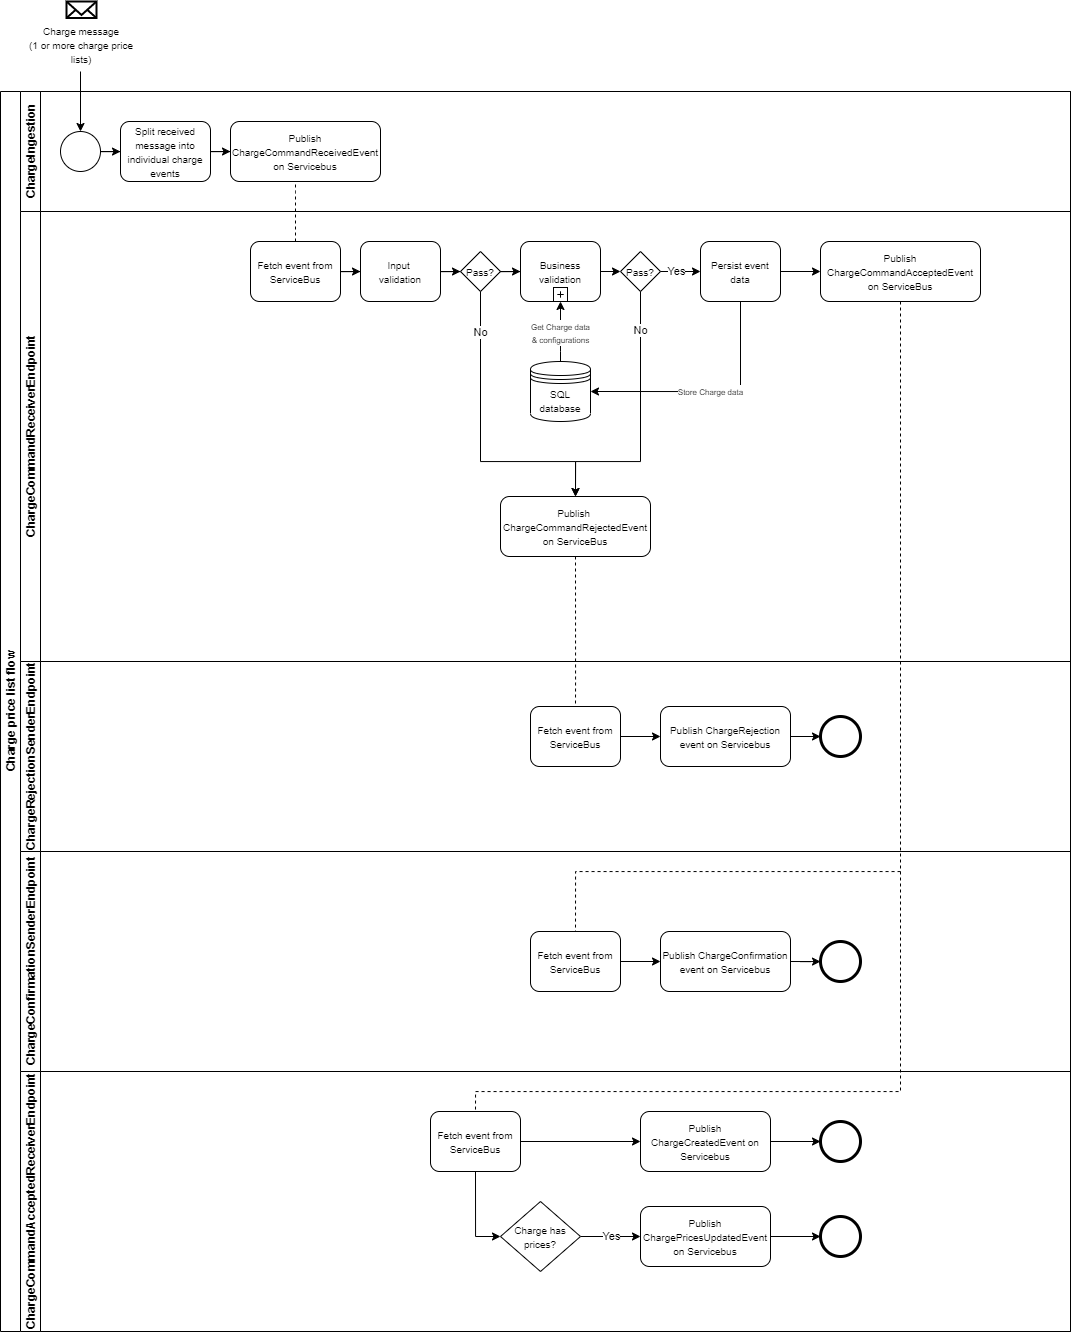 Charge message
(1 or more charge price
lists)
Charge price list flow
ChargeIngestion
Split received
message into
individual charge
events
Publish
ChargeCommandReceivedEvent
on Servicebus
ChargeCommandReceiverEndpoint
Fetch event from
ServiceBus
Input
validation
Pass?
Business
validation
Pass?
Yes
Persist event
data
Publish
ChargeCommandAcceptedEvent
on ServiceBus
No
Get Charge data
& configurations
No
SQL
database
Store Charge data
Publish
ChargeCommandRejectedEvent
on ServiceBus
ChargeRejectionSenderEndpoint
Fetch event from
ServiceBus
Publish ChargeRejection
event on Servicebus
ChargeConfirmationSenderEndpoint
Fetch event from
ServiceBus
Publish ChargeConfirmation
event on Servicebus
ChargeCommandAcceptedReceiverEndpoint
Fetch event from
ServiceBus
Publish
ChargeCreatedEvent on
Servicebus
Charge has
prices?
Yes
Publish
ChargePricesUpdatedEvent
on Servicebus